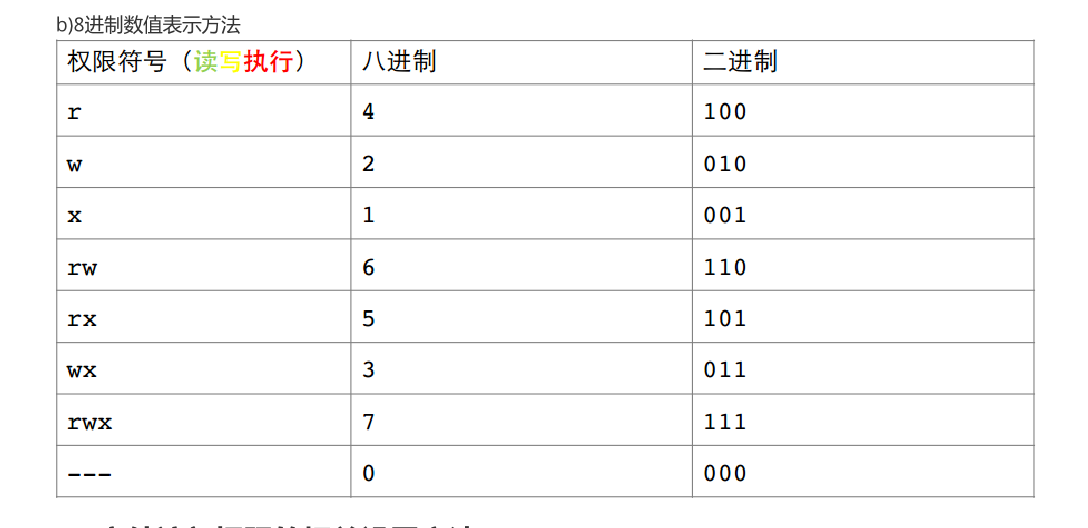 b)8进制数值表示方法
权限符号（读写执行） 八进制 二进制
r 4 100
w 2 010
x 1 001
rw 6 110
rx 5 101
wx 3 011
rwx 7 111
--- 0 000